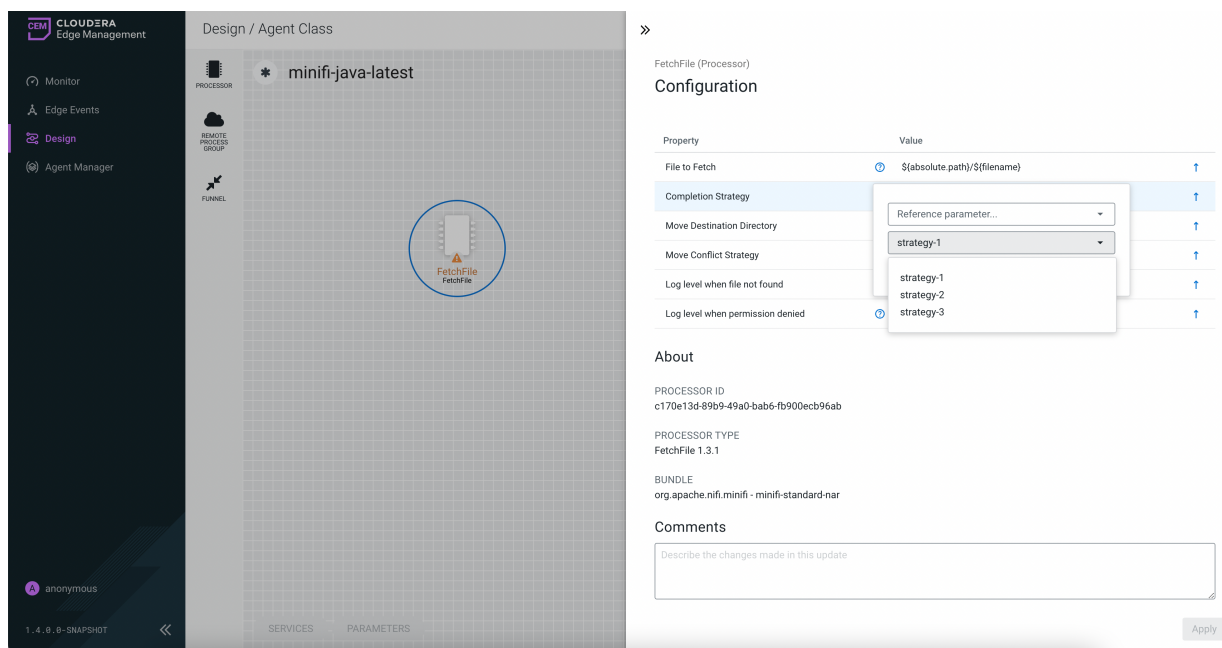 CEM CLOUDERA
Edge Management
Monitor
Edge Events
Design
Agent Manager
A anonymous
1.4.0.0-SNAPSHOT
Design / Agent Class
PROCESSOR
REMOTE
PROCESS
GROUP
FUNNEL
minifi-java-latest
FetchFile
FetchFile
SERVICES PARAMETERS
FetchFile (Processor)
Configuration
Property Value
File to Fetch ${absolute.path}/${filename}
Completion Strategy
Move Destination Directory
Move Conflict Strategy
Log level when file not found
Log level when permission denied
Reference parameter...
strategy-1
strategy-1
strategy-2
strategy-3
About
PROCESSOR ID
c170e13d-89b9-49a0-bab6-fb900ecb96ab
PROCESSOR TYPE
FetchFile 1.3.1
BUNDLE
org.apache.nifi.minifi - minifi-standard-nar
Comments
Describe the changes made in this update
Apply